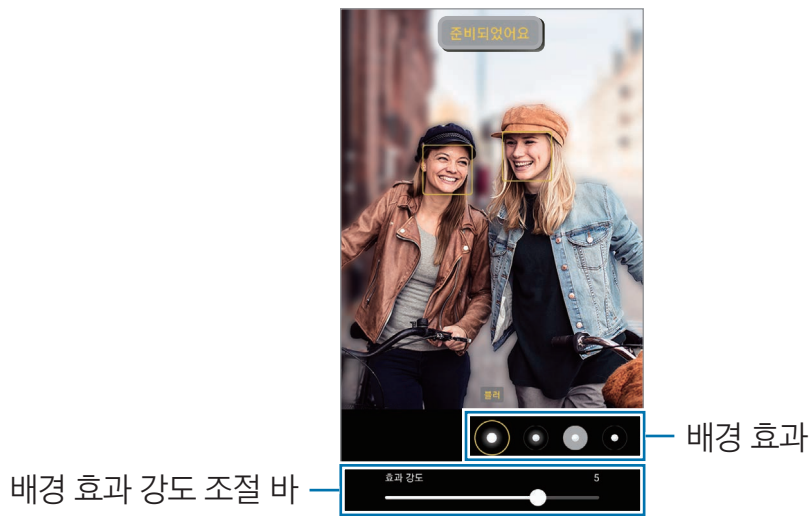 준비되었어요
블러
배경 효과
효과 강도 5
배경 효과 강도 조절 바